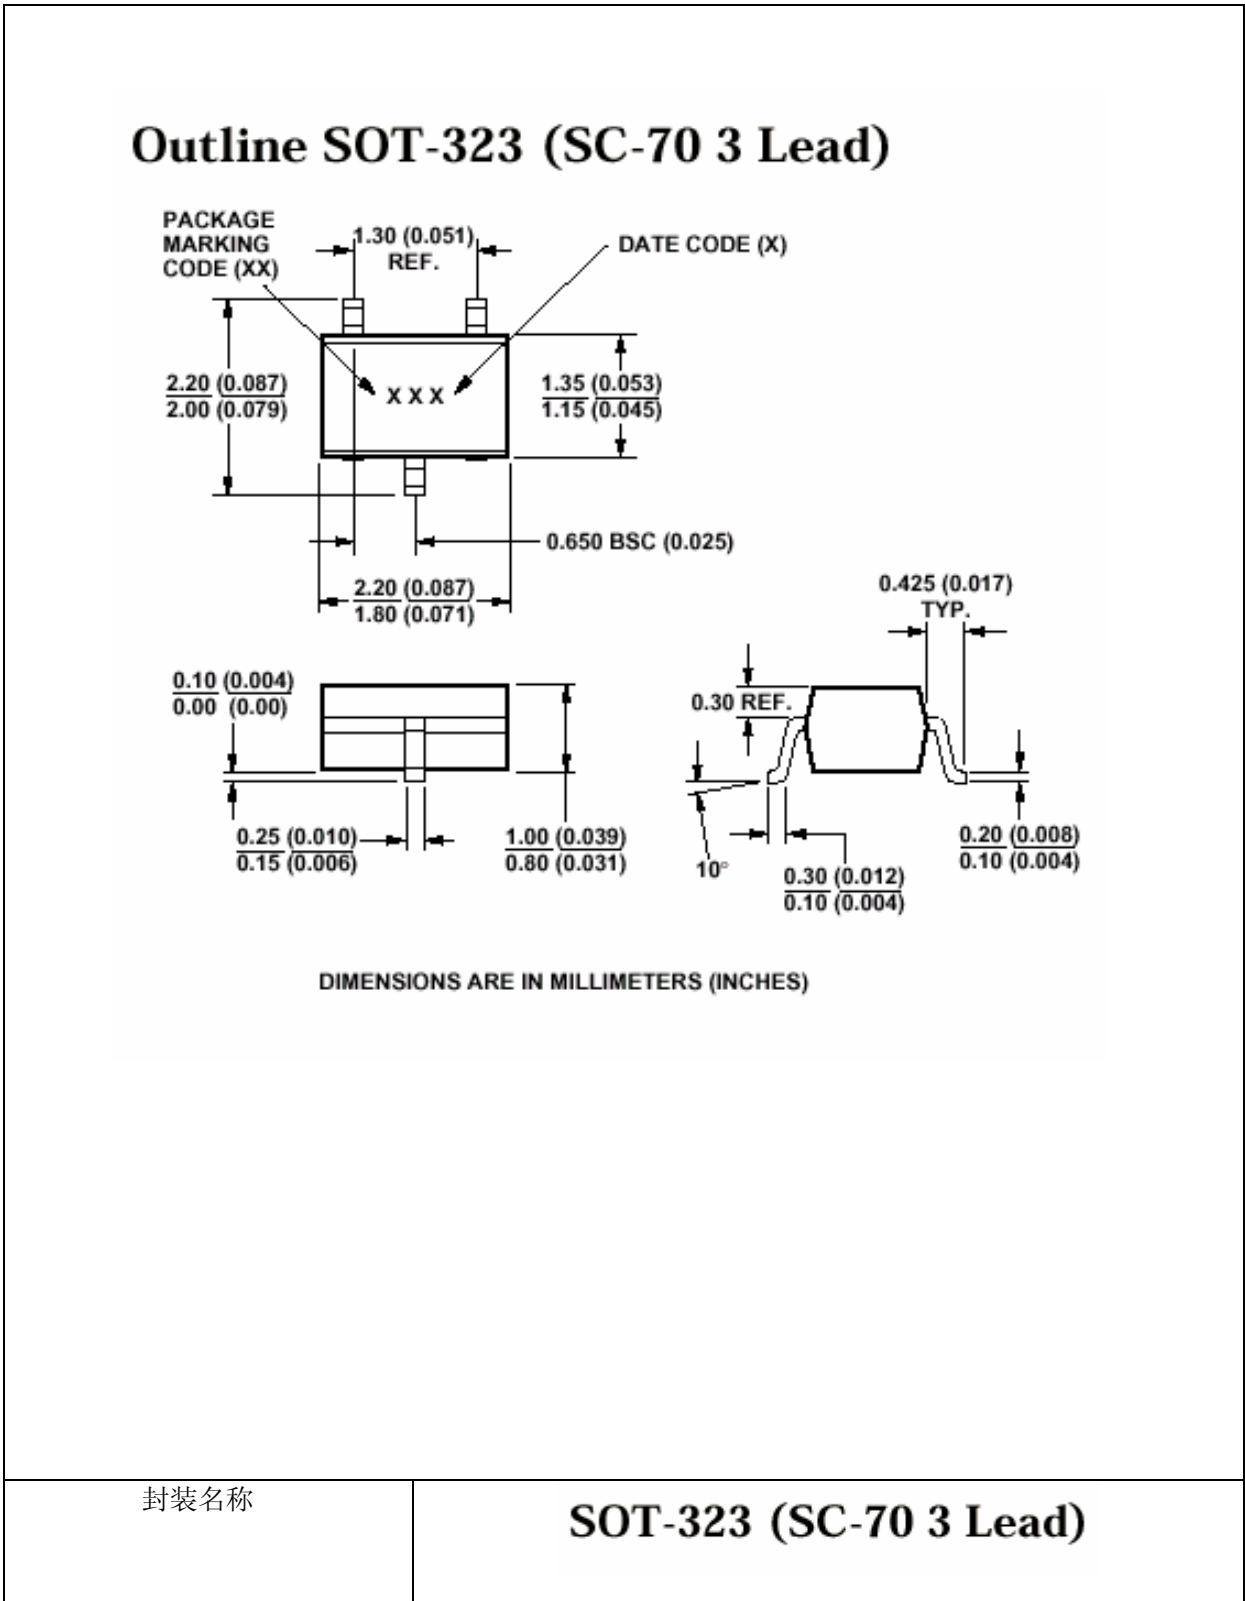 Outline SOT-323 (SC-70 3 Lead)
PACKAGE
MARKING
CODE (XX)
1.30 (0.051)
REF.
DATE CODE (X)
2.20 (0.087)
2.00 (0.079)
X X X
1.35 (0.053)
1.15 (0.045)
0.650 BSC (0.025)
2.20 (0.087)
1.80 (0.071)
0.425 (0.017)
TYP.
0.10 (0.004)
0.00 (0.00)
0.30 REF.
0.25 (0.010)
0.15 (0.006)
1.00 (0.039)
0.80 (0.031)
10°
0.30 (0.012)
0.10 (0.004)
0.20 (0.008)
0.10 (0.004)
DIMENSIONS ARE IN MILLIMETERS (INCHES)
封装名称
SOT-323 (SC-70 3 Lead)